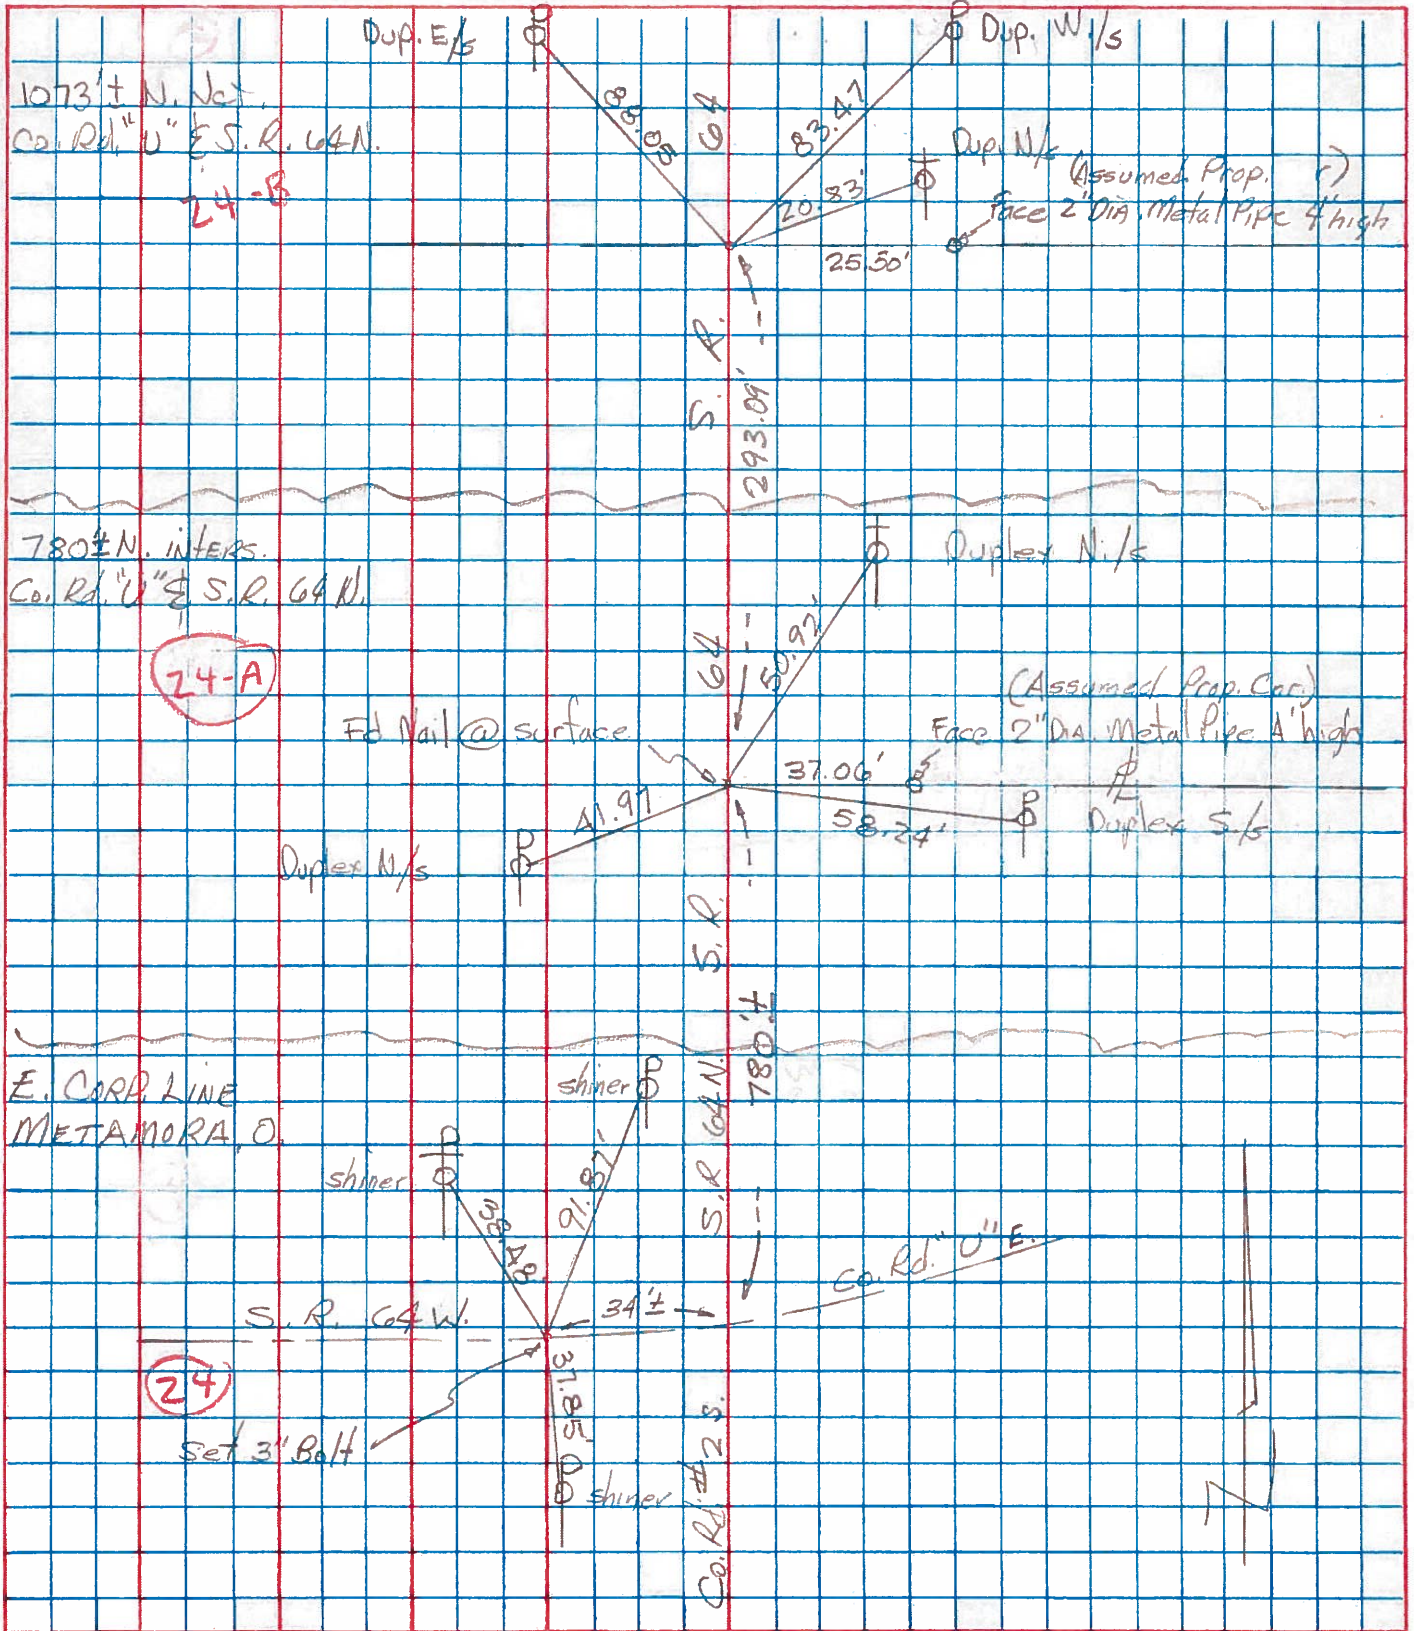 Dup. E/s
Dup. W./s
1073'± N. Jct.
Co. Rd. "U" & S.R. 64 N.
24-B
83.47
64
Dup. N/s
(Assumed Prop. r)
20.83'
Face 2" DIA. Metal Pipe 4' high
25.50'
S. R.
293.09'
780'± N. INTERS.
Co. Rd. "U" & S.R. 64 N.
24-A
Duplex N./s
50.92'
64
(Assumed Prop. Cor.)
Fd Nail @ surface
Face 2" DIA. Metal Pipe 4' high
37.06'
PL
41.97
58.24'
Duplex S./s
Duplex N/s
S. R.
780'±
E. CORP. LINE
METAMORA, O.
shiner
shiner
91.87'
38.48
S.R. 64 N.
Co. Rd. "U" E.
S. R. 64 W.
34'±
24
37.85'
Set 3" Bolt
shiner
Co. Rd. # 2 S.
N